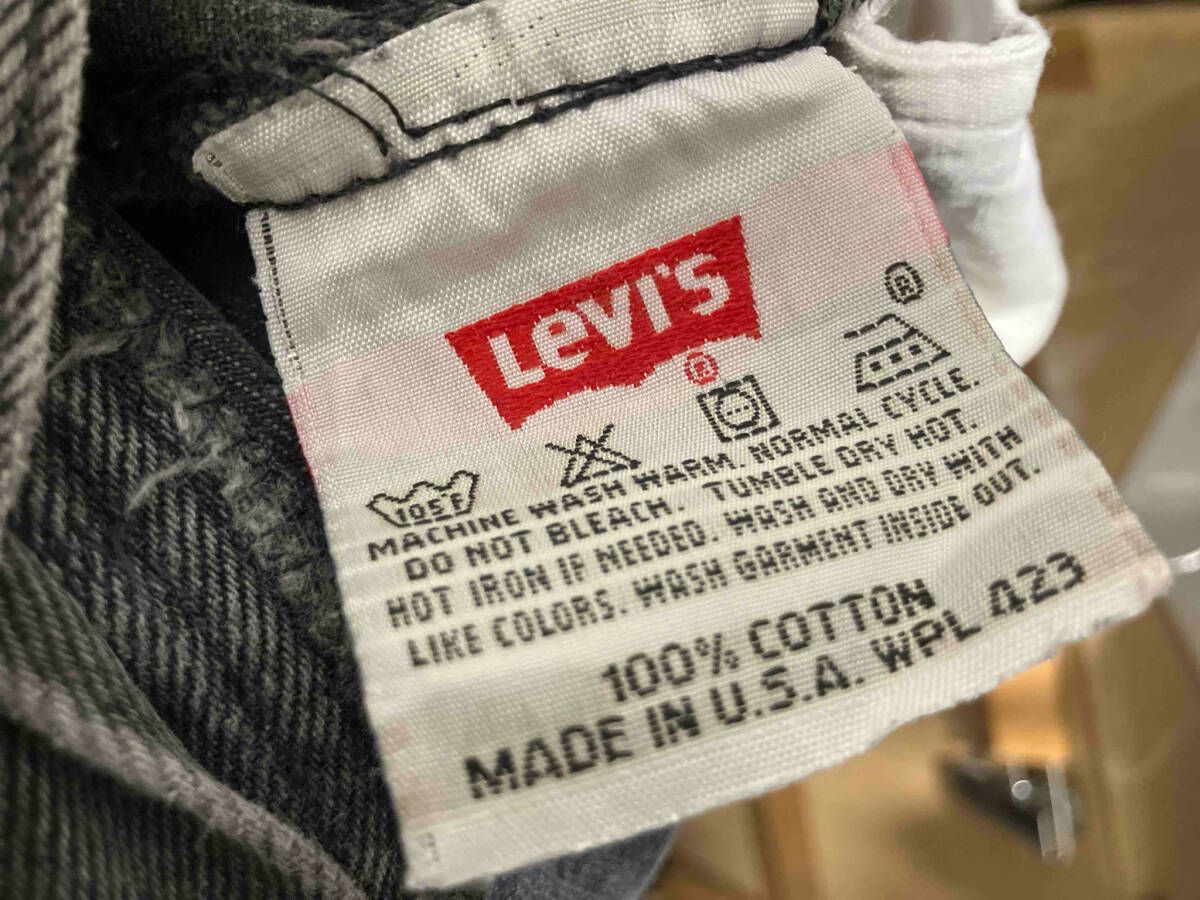 LEVI'S
®
®
105F
MACHINE WASH WARM. NORMAL CYCLE.
DO NOT BLEACH. TUMBLE DRY HOT.
HOT IRON IF NEEDED. WASH AND DRY WITH
LIKE COLORS. WASH GARMENT INSIDE OUT.
100% COTTON
MADE IN U.S.A. WPL 423